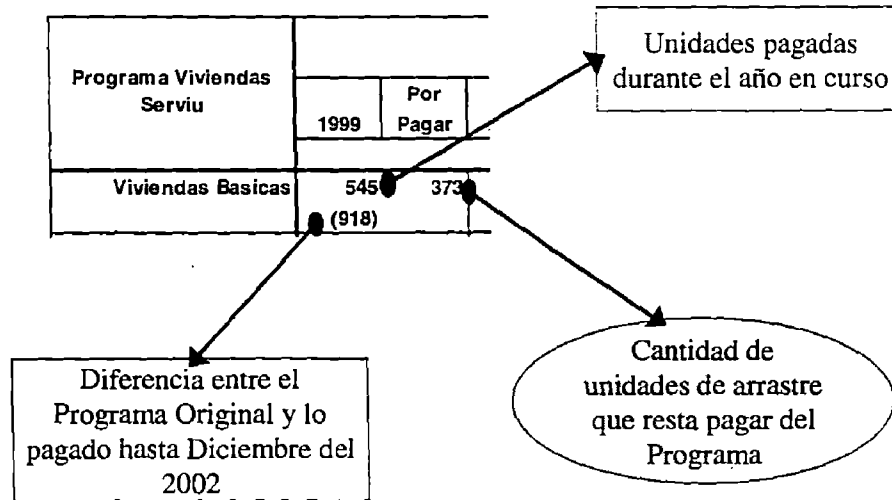 Programa Viviendas
Serviu
1999
Por
Pagar
Viviendas Basicas
545
373
(918)
Unidades pagadas
durante el año en curso
Diferencia entre el
Programa Original y lo
pagado hasta Diciembre del
2002
Cantidad de
unidades de arrastre
que resta pagar del
Programa